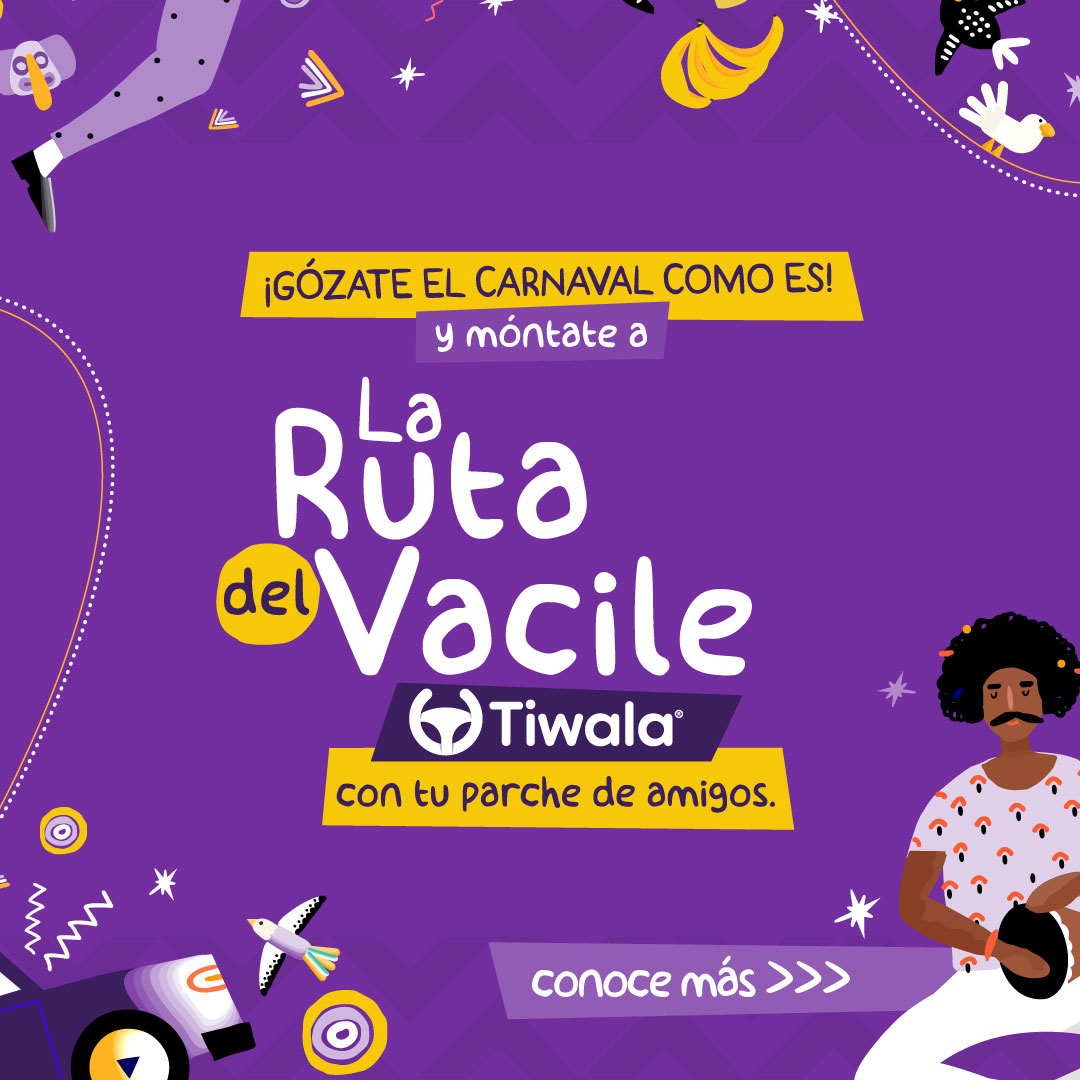 ¡GÓZATE EL CARNAVAL COMO ES!
y móntate a
La
Ruta
del Vacile
Tiwala®
con tu parche de amigos.
conoce más >>>